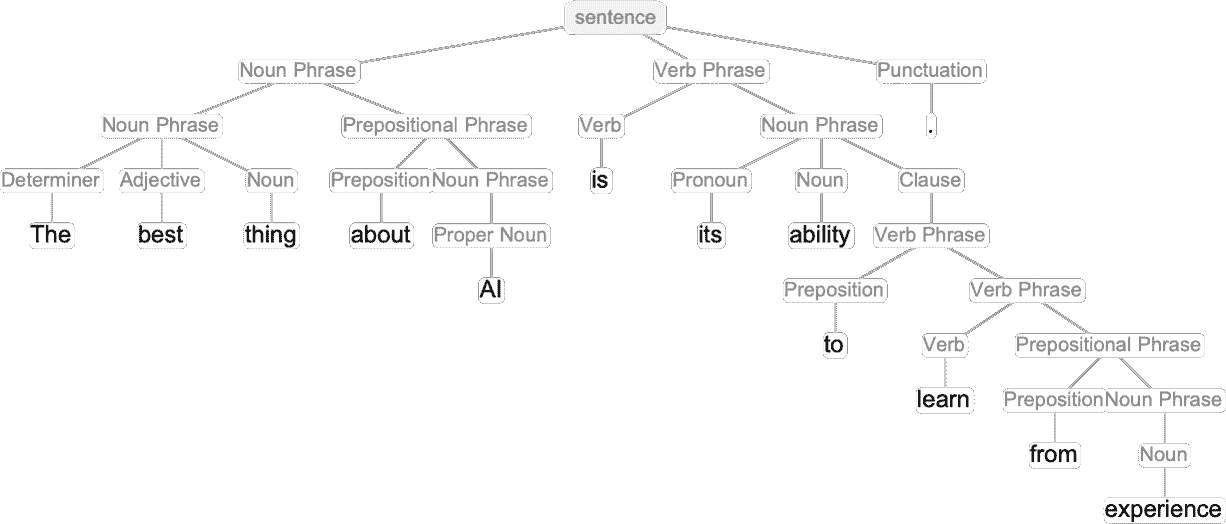 sentence
Noun Phrase Verb Phrase Punctuation
Noun Phrase Prepositional Phrase Verb Noun Phrase .
Determiner Adjective Noun Preposition Noun Phrase is Pronoun Noun Clause
The best thing about Proper Noun its ability Verb Phrase
AI Preposition Verb Phrase
to Verb Prepositional Phrase
learn Preposition Noun Phrase
from Noun
experience